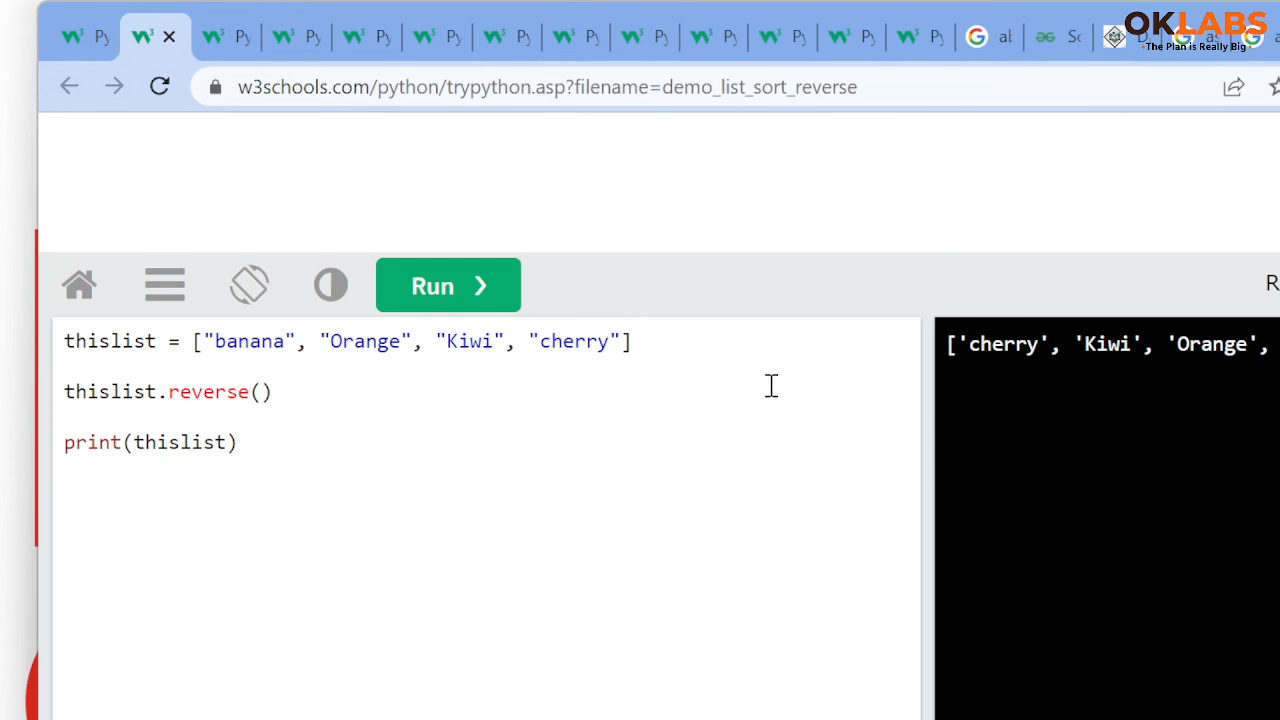 OKLABS
The Plan is Really Big
w3schools.com/python/trypython.asp?filename=demo_list_sort_reverse
Run ❯
thislist = ["banana", "Orange", "Kiwi", "cherry"]
thislist.reverse()
print(thislist)
['cherry', 'Kiwi', 'Orange',